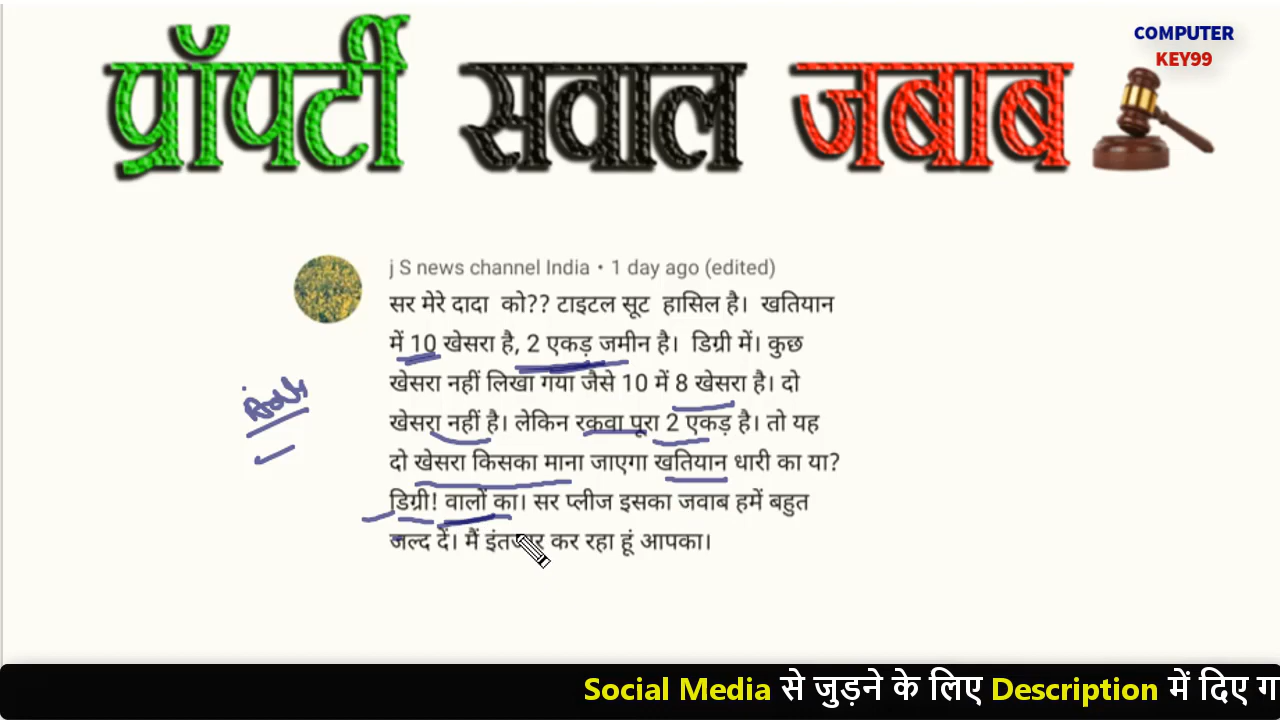 प्रॉपर्टी सवाल जबाब
COMPUTER
KEY99
j S news channel India • 1 day ago (edited)
सर मेरे दादा को?? टाइटल सूट हासिल है। खतियान
में 10 खेसरा है, 2 एकड़ जमीन है। डिग्री में। कुछ
खेसरा नहीं लिखा गया जैसे 10 में 8 खेसरा है। दो
खेसरा नहीं है। लेकिन रकवा पूरा 2 एकड़ है। तो यह
दो खेसरा किसका माना जाएगा खतियान धारी का या?
डिग्री! वालों का। सर प्लीज इसका जवाब हमें बहुत
जल्द दें। मैं इंतजार कर रहा हूं आपका।
Social Media से जुड़ने के लिए Description में दिए ग